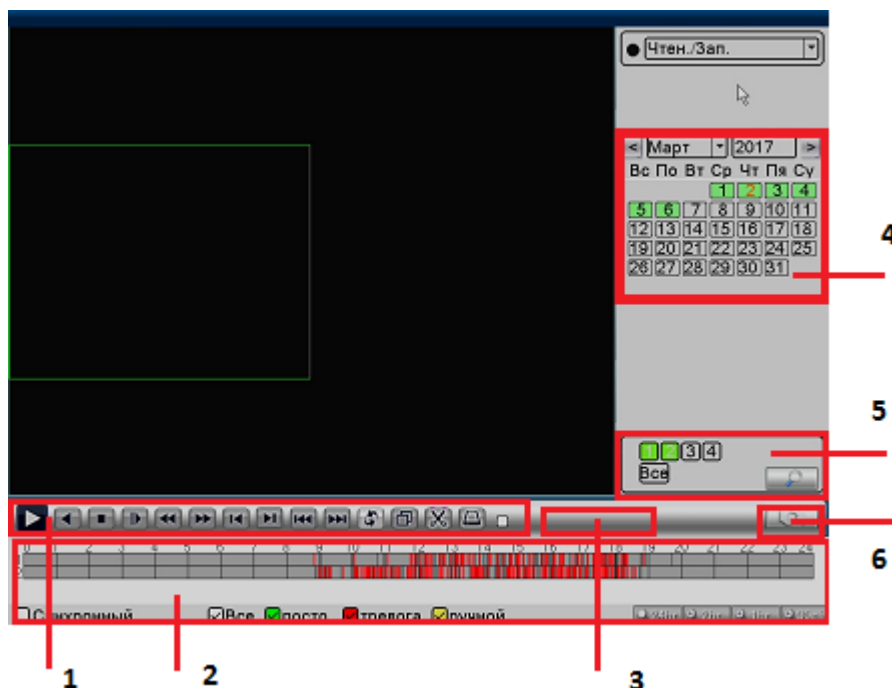 Чтен./Зап.
< Март 2017 >
Вс По Вт Ср Чт Пя Су
1 2 3 4
5 6 7 8 9 10 11
12 13 14 15 16 17 18
19 20 21 22 23 24 25
26 27 28 29 30 31
4
5
1 2 3 4
Все
6
0 1 2 3 4 5 6 7 8 9 10 11 12 13 14 15 16 17 18 19 20 21 22 23 24
Синхронный Все посто. тревога ручной 24hr 2hr 1hr
1 2 3